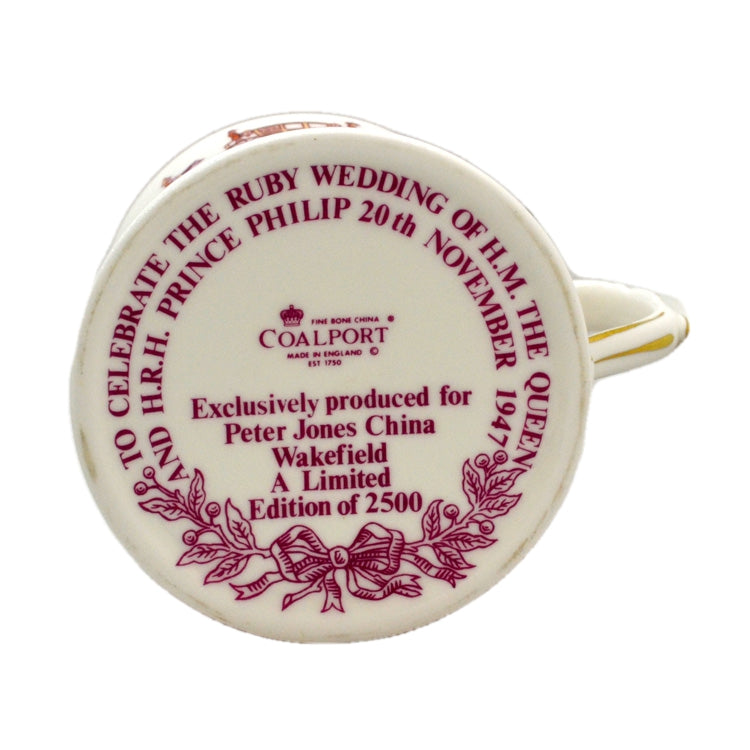 TO CELEBRATE THE RUBY WEDDING OF H.M. THE QUEEN
AND H.R.H. PRINCE PHILIP 20th NOVEMBER 1947
FINE BONE CHINA ®
COALPORT
MADE IN ENGLAND ©
EST 1750
Exclusively produced for
Peter Jones China
Wakefield
A Limited
Edition of 2500